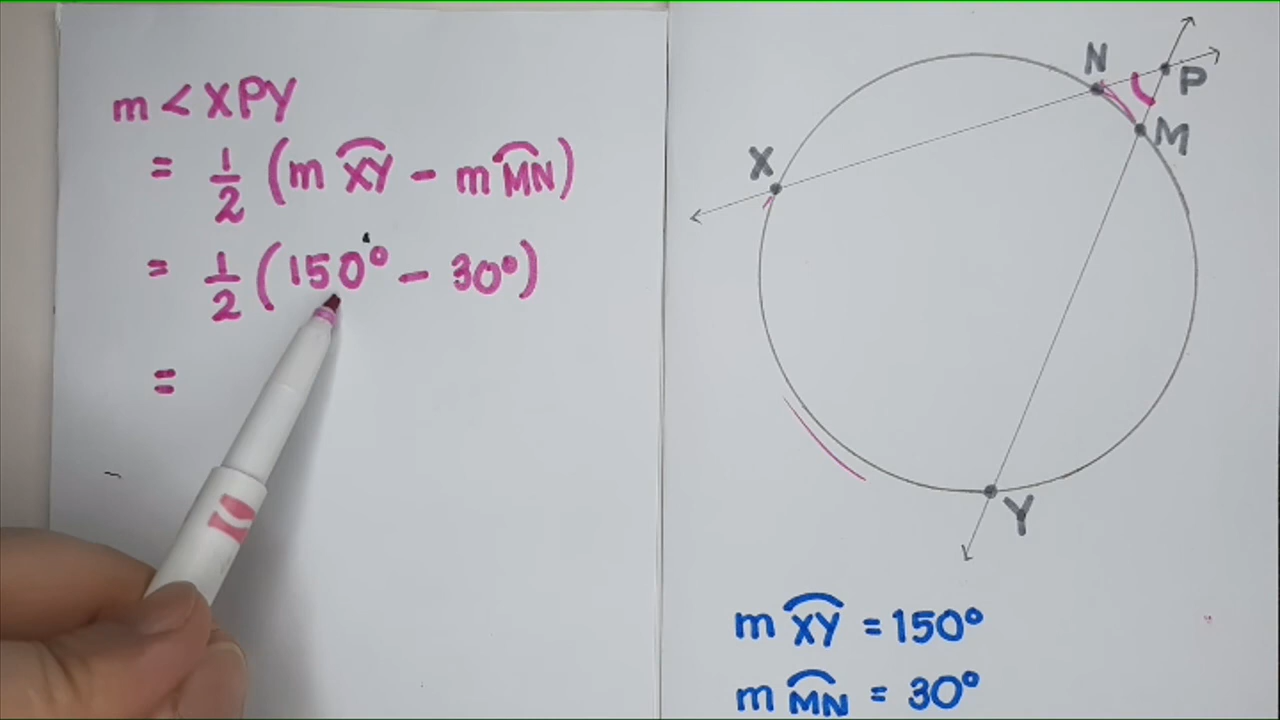 m < XPY
= 1/2 (m XY - m MN)
= 1/2 (150° - 30°)
=
N
P
M
X
Y
m XY = 150°
m MN = 30°